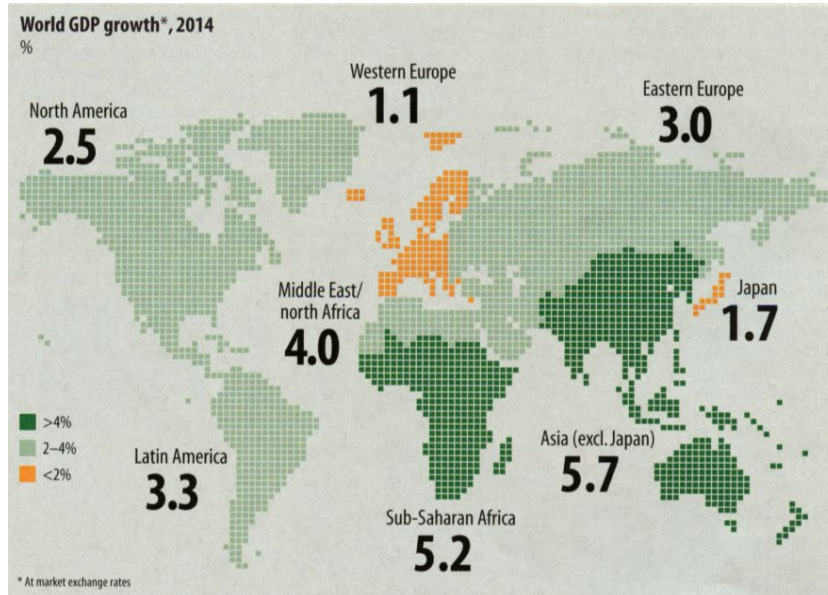 World GDP growth*, 2014
%
Western Europe
1.1
Eastern Europe
3.0
North America
2.5
Middle East/
north Africa
4.0
Japan
1.7
>4%
2–4%
<2%
Latin America
3.3
Asia (excl. Japan)
5.7
Sub-Saharan Africa
5.2
* At market exchange rates